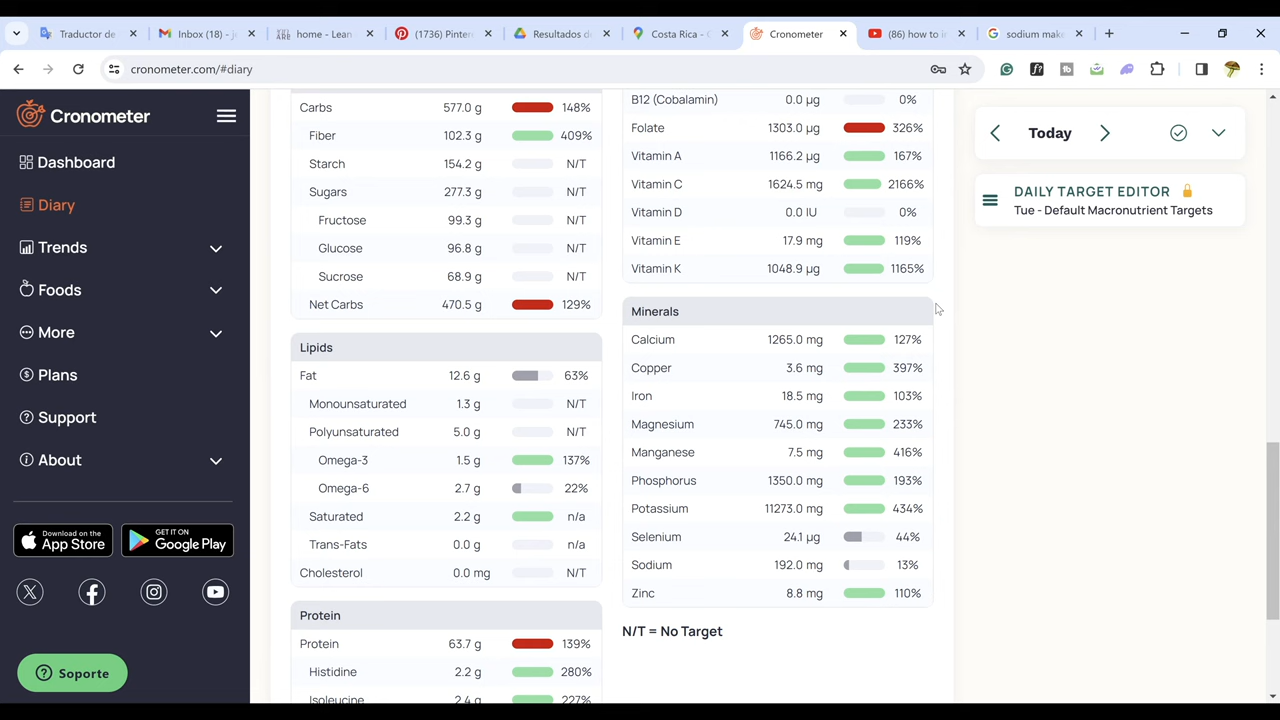 Traductor de
Inbox (18) - j
home - Lean
(1736) Pinter
Resultados de
Costa Rica - G
Cronometer
(86) how to i
sodium make
cronometer.com/#diary
Cronometer
Dashboard
Diary
Trends
Foods
More
Plans
Support
About
Download on the
App Store
GET IT ON
Google Play
Soporte
Carbs 577.0 g 148%
Fiber 102.3 g 409%
Starch 154.2 g N/T
Sugars 277.3 g N/T
Fructose 99.3 g N/T
Glucose 96.8 g N/T
Sucrose 68.9 g N/T
Net Carbs 470.5 g 129%
Lipids
Fat 12.6 g 63%
Monounsaturated 1.3 g N/T
Polyunsaturated 5.0 g N/T
Omega-3 1.5 g 137%
Omega-6 2.7 g 22%
Saturated 2.2 g n/a
Trans-Fats 0.0 g n/a
Cholesterol 0.0 mg N/T
Protein
Protein 63.7 g 139%
Histidine 2.2 g 280%
Isoleucine 2.4 g 227%
B12 (Cobalamin) 0.0 µg 0%
Folate 1303.0 µg 326%
Vitamin A 1166.2 µg 167%
Vitamin C 1624.5 mg 2166%
Vitamin D 0.0 IU 0%
Vitamin E 17.9 mg 119%
Vitamin K 1048.9 µg 1165%
Minerals
Calcium 1265.0 mg 127%
Copper 3.6 mg 397%
Iron 18.5 mg 103%
Magnesium 745.0 mg 233%
Manganese 7.5 mg 416%
Phosphorus 1350.0 mg 193%
Potassium 11273.0 mg 434%
Selenium 24.1 µg 44%
Sodium 192.0 mg 13%
Zinc 8.8 mg 110%
N/T = No Target
Today
DAILY TARGET EDITOR
Tue - Default Macronutrient Targets